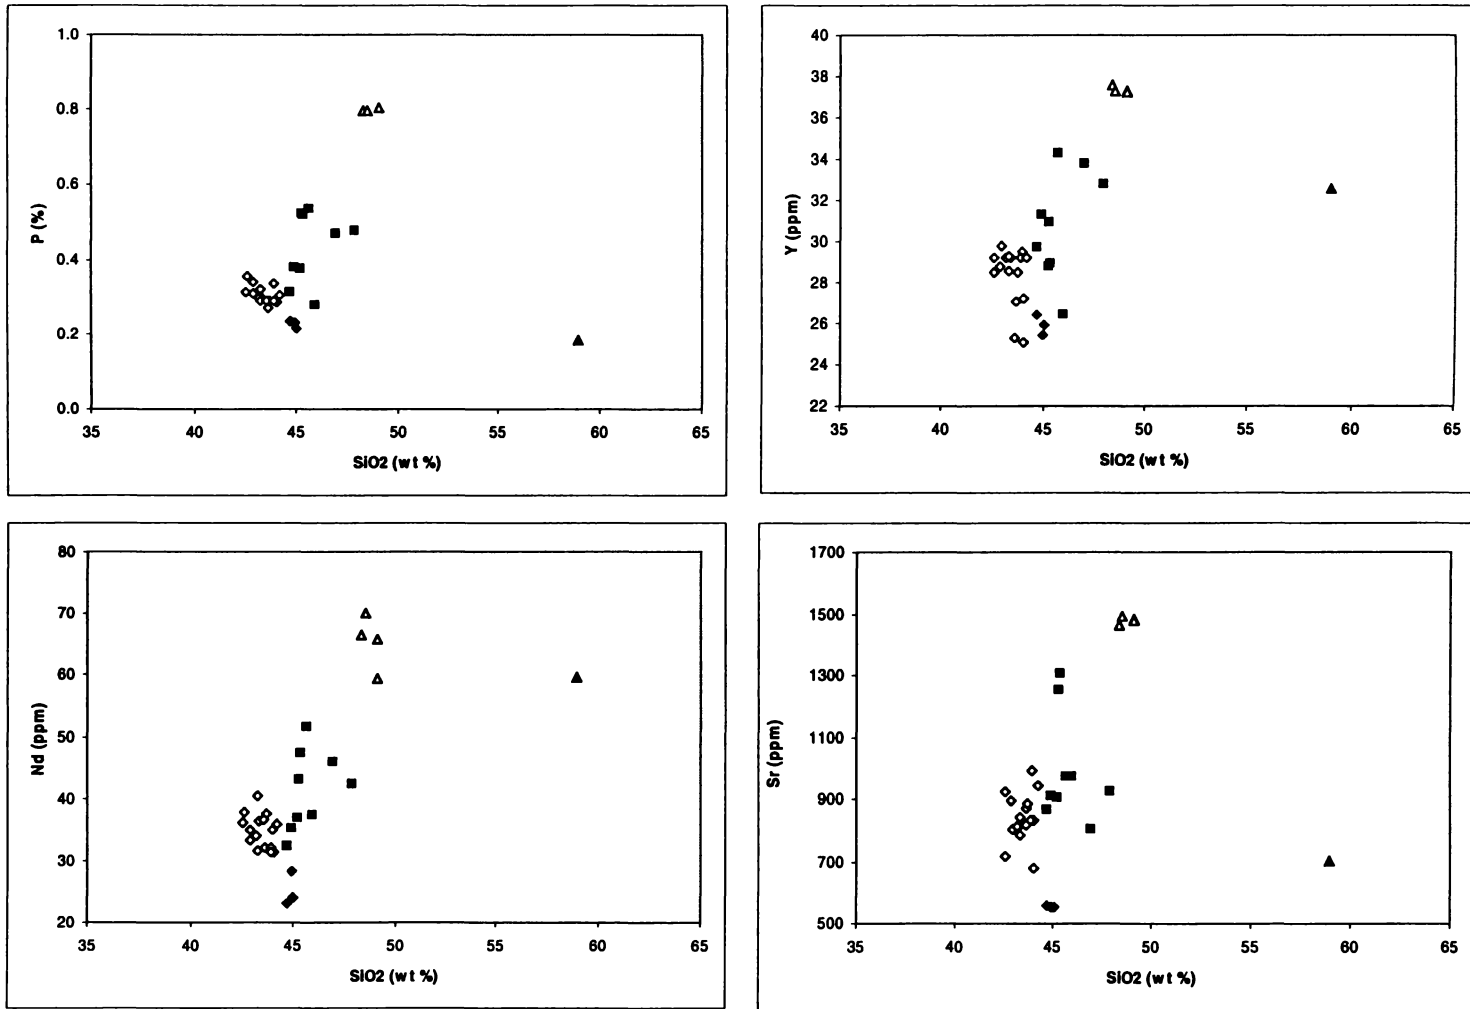 1.0
0.8
0.6
0.4
0.2
0.0
P (%)
35 40 45 50 55 60 65
SiO2 (wt %)
40
38
36
34
32
30
28
26
24
22
Y (ppm)
35 40 45 50 55 60 65
SiO2 (wt %)
80
70
60
50
40
30
20
Nd (ppm)
35 40 45 50 55 60 65
SiO2 (wt %)
1700
1500
1300
1100
900
700
500
Sr (ppm)
35 40 45 50 55 60 65
SiO2 (wt %)